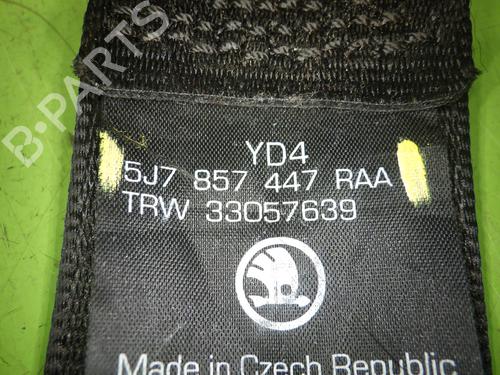 B-PARTS
YD4
5J7 857 447 RAA
TRW 33057639
Made in Czech Republic